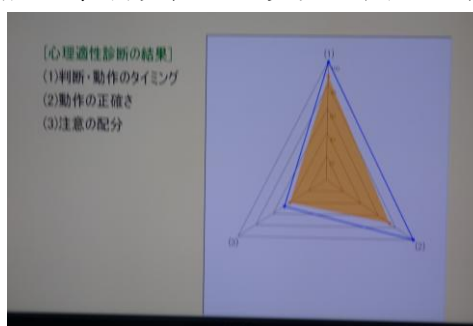 [心理適性診断の結果]
(1)判断・動作のタイミング
(2)動作の正確さ
(3)注意の配分
(1)
(3)
(2)